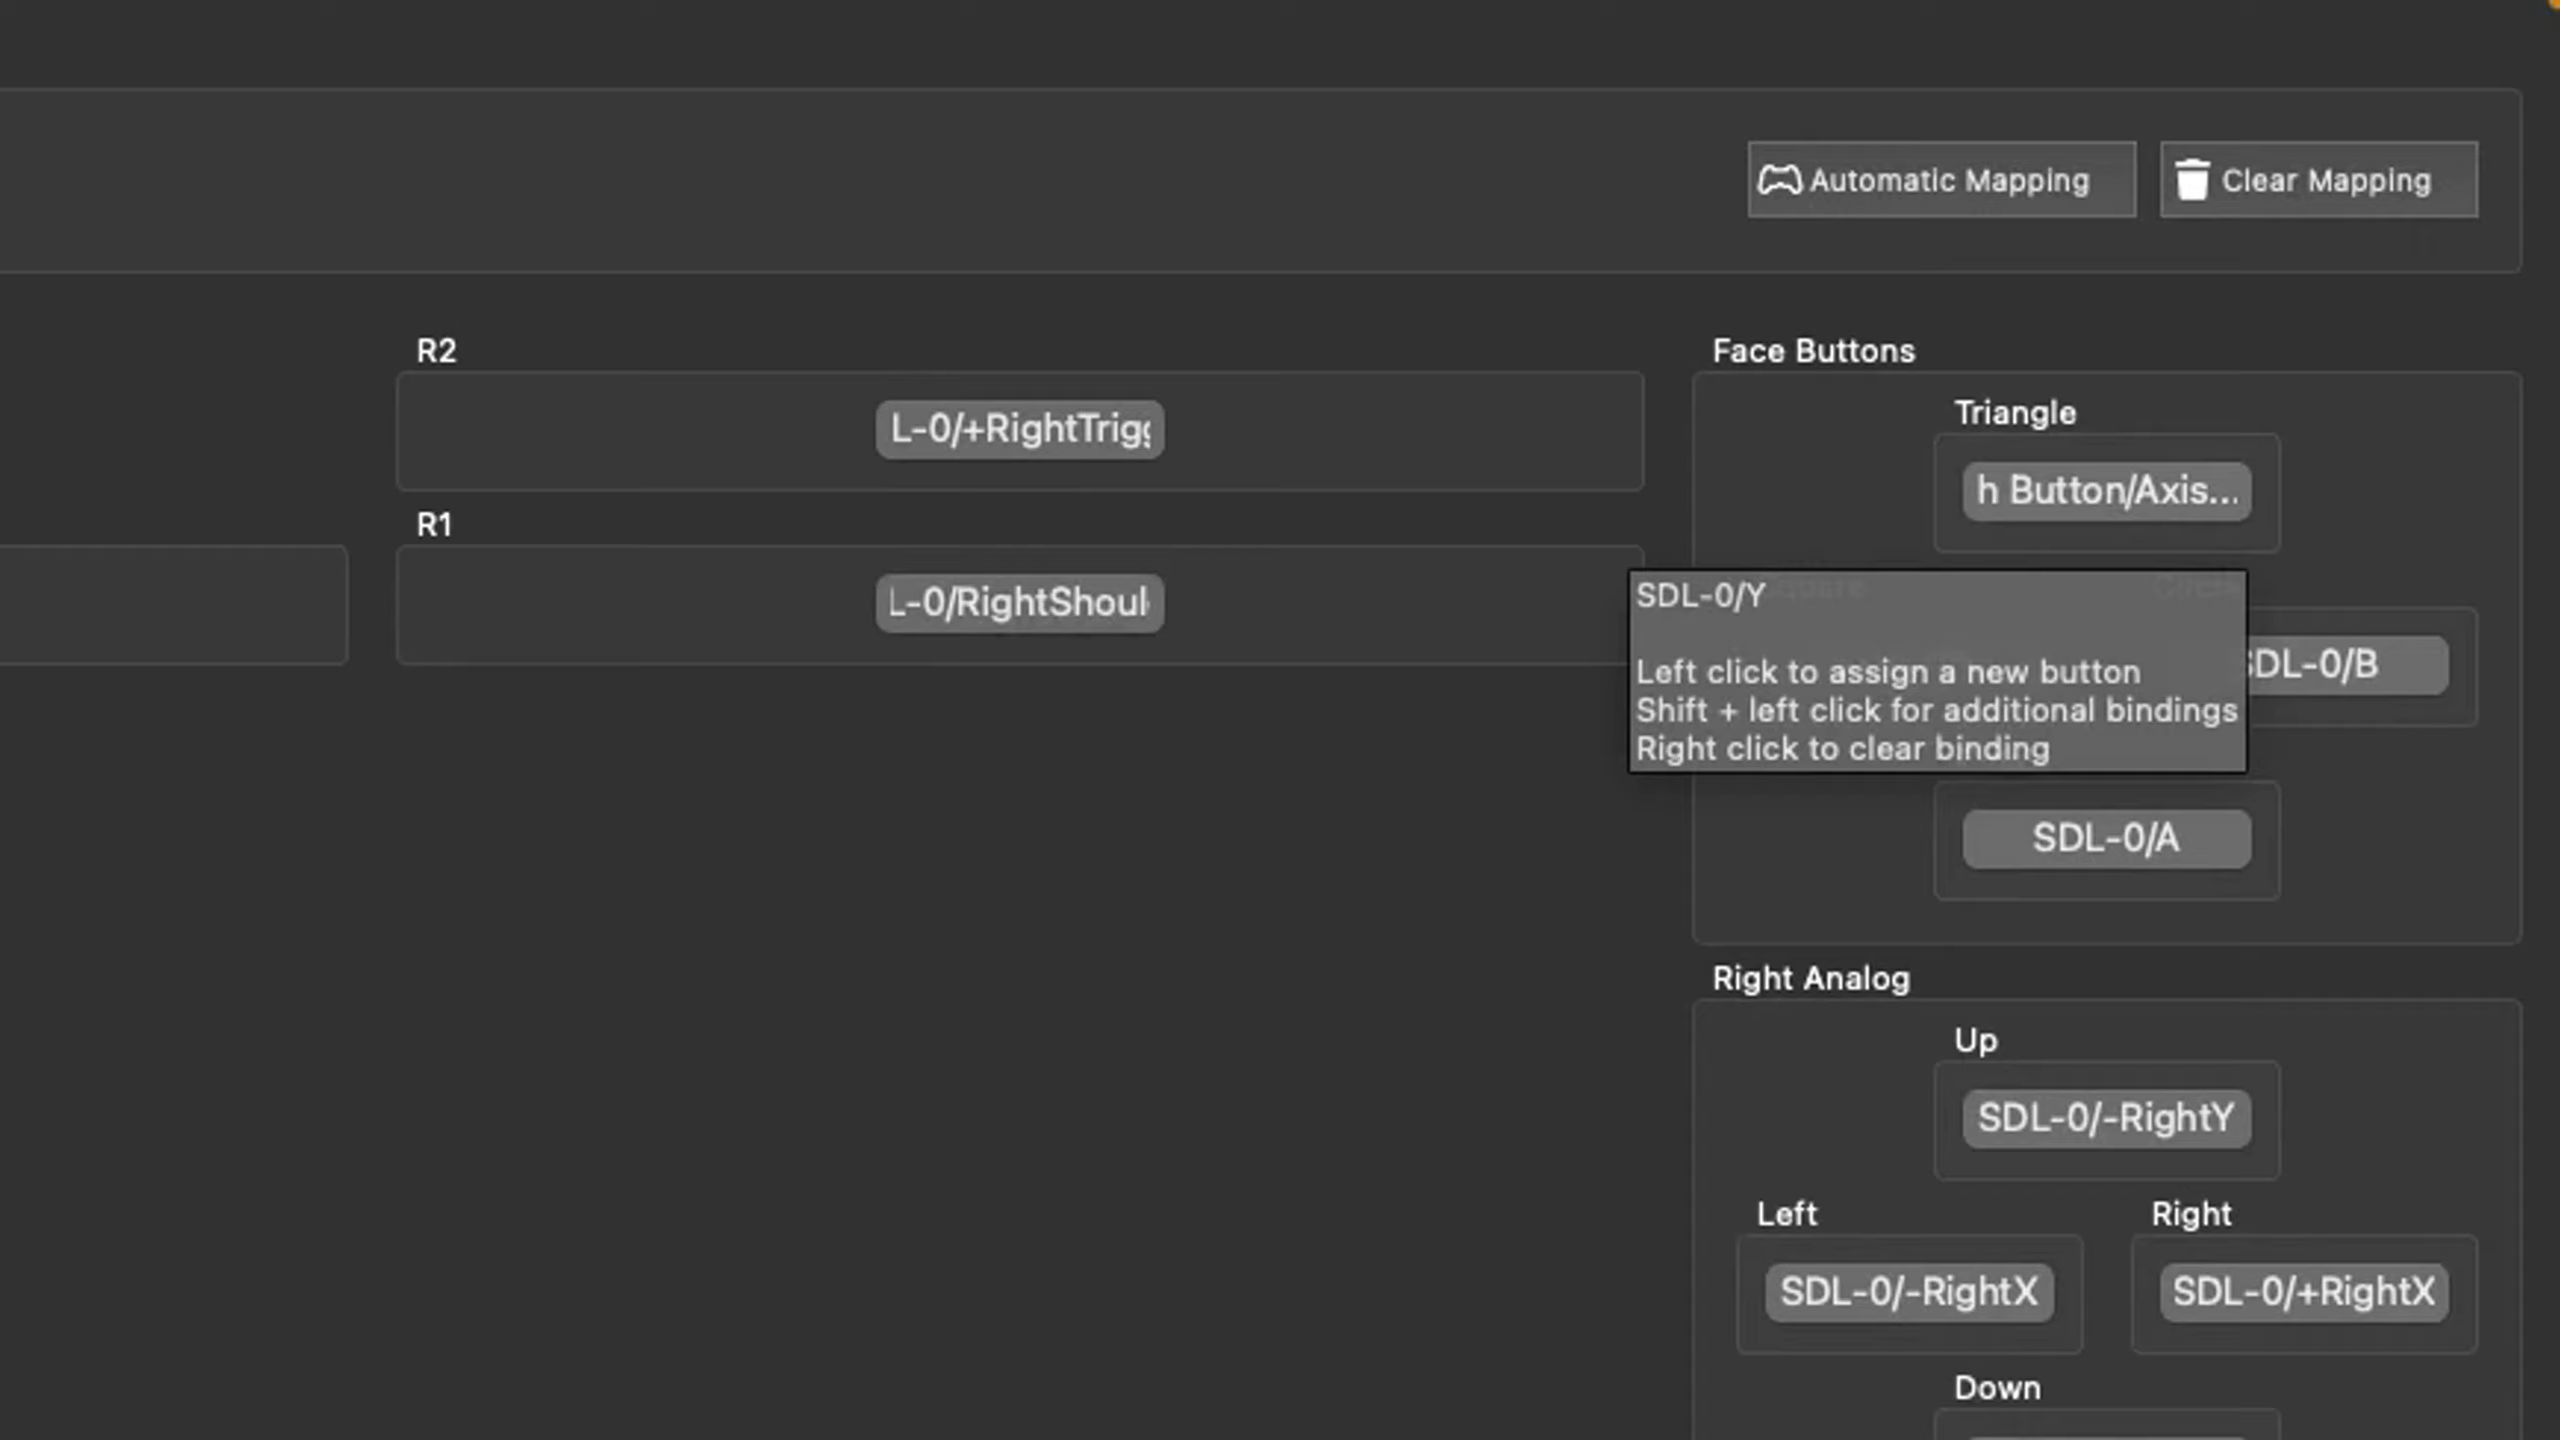 Automatic Mapping
Clear Mapping
R2
L-0/+RightTrig
R1
L-0/RightShoul
Face Buttons
Triangle
h Button/Axis...
SDL-0/Y
Left click to assign a new button
Shift + left click for additional bindings
Right click to clear binding
SDL-0/B
SDL-0/A
Right Analog
Up
SDL-0/-RightY
Left
Right
SDL-0/-RightX
SDL-0/+RightX
Down